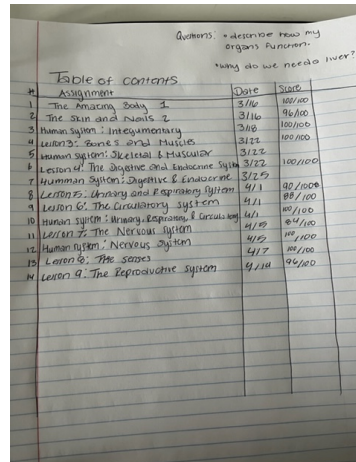 Questions: • describe how my
organs function.
• why do we need a liver?
Table of contents
# Assignment Date Score
1 The Amazing Body 1 3/16 100/100
2 The Skin and Nails 2 3/16 96/100
3 Human system: Integumentary 3/18 100/100
4 Lesson 3: Bones and Muscles 3/22 100/100
5 Human system: Skeletal & Muscular 3/22
6 Lesson 4: The Digestive and Endocrine System 3/22 100/100
7 Humman System: Digestive & Endocrine 3/25
8 Lesson 5: Urinary and Respiratory System 4/1 90/100
9 Lesson 6: The Circulatory system 4/1 88/100
10 Human system: Urinary, Respiratory, & Circulatory 4/1 100/100
11 Lesson 7: The Nervous System 4/5 84/100
12 Human system: Nervous System 4/5 100/100
13 Lesson 8: The senses 4/7 100/100
14 Lesson 9: The Reproductive system 4/14 96/100